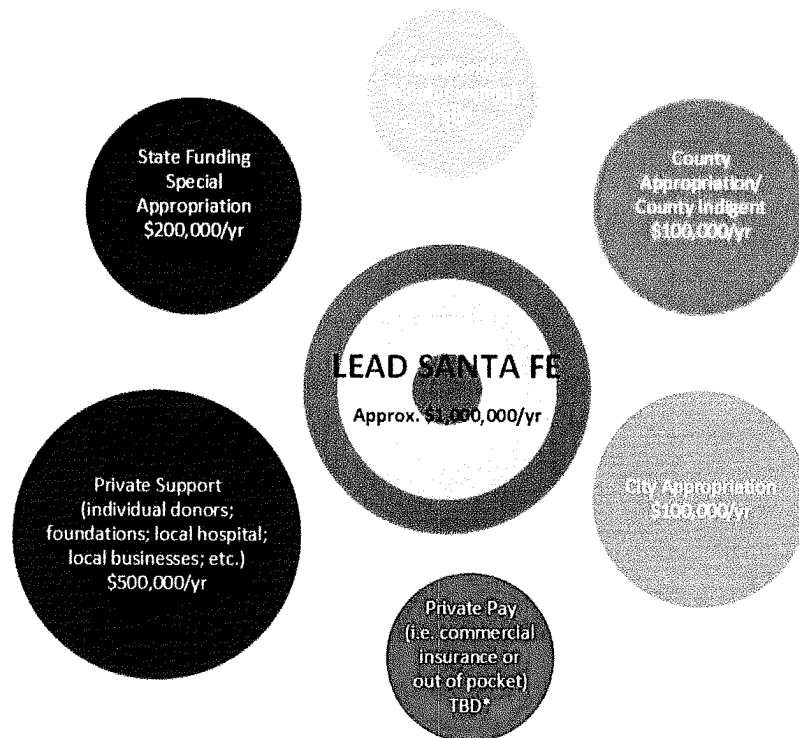 State Funding
Special
Appropriation
$200,000/yr
County
Appropriation/
County Indigent
$100,000/yr
LEAD SANTA FE
Approx. $1,000,000/yr
Private Support
(individual donors;
foundations; local hospital;
local businesses; etc.)
$500,000/yr
City Appropriation
$100,000/yr
Private Pay
(i.e. commercial
insurance or
out of pocket)
TBD*